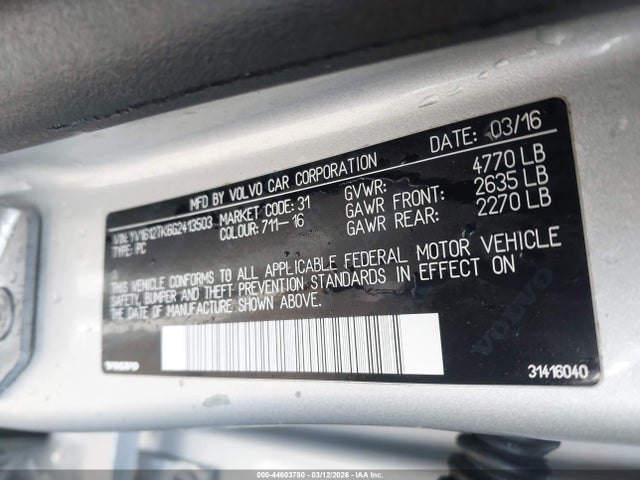 MFD BY VOLVO CAR CORPORATION
DATE: 03/16
VIN: YV1612TK6G2413503
TYPE: PC
MARKET CODE: 31
COLOUR: 711-16
GVWR: 4770 LB
GAWR FRONT: 2635 LB
GAWR REAR: 2270 LB
THIS VEHICLE CONFORMS TO ALL APPLICABLE FEDERAL MOTOR VEHICLE
SAFETY, BUMPER AND THEFT PREVENTION STANDARDS IN EFFECT ON
THE DATE OF MANUFACTURE SHOWN ABOVE.
VOLVO
VOLVO
31416040
000-44603760 - 03/12/2026 - IAA Inc.